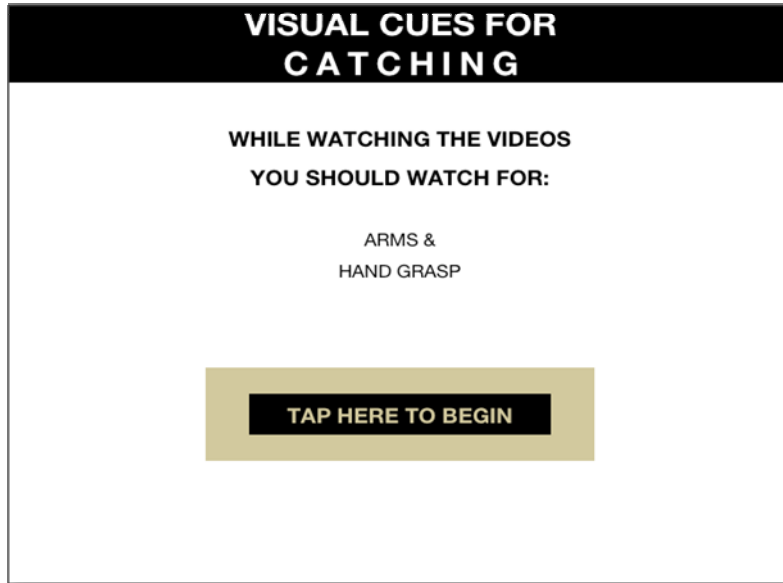 VISUAL CUES FOR
CATCHING
WHILE WATCHING THE VIDEOS
YOU SHOULD WATCH FOR:
ARMS &
HAND GRASP
TAP HERE TO BEGIN